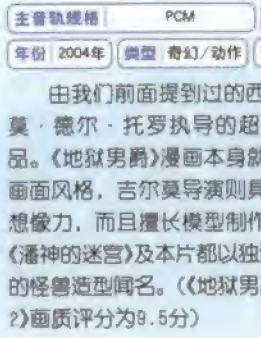 主音轨规格 PCM
年份 2004年 类型 奇幻/动作
由我们前面提到过的西
莫·德尔·托罗执导的超
品。《地狱男爵》漫画本身就
画面风格，吉尔莫导演则具
想像力，而且擅长模型制作
《潘神的迷宫》及本片都以独
的怪兽造型闻名。（《地狱男
2》画质评分为9.5分）